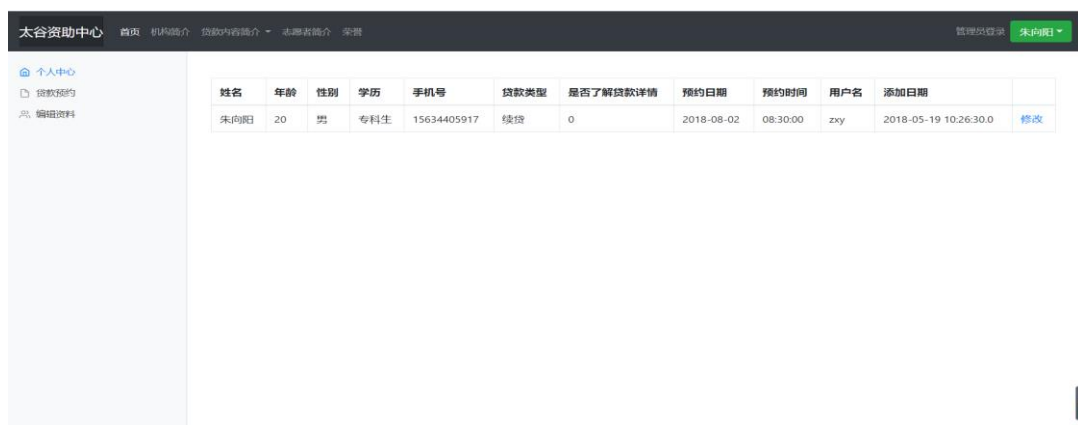 太谷资助中心 首页 机构简介 贷款内容简介 志愿者简介 荣誉 管理员登录 朱向阳
个人中心
贷款预约
编辑资料
姓名 年龄 性别 学历 手机号 贷款类型 是否了解贷款详情 预约日期 预约时间 用户名 添加日期
朱向阳 20 男 专科生 15634405917 续贷 0 2018-08-02 08:30:00 zxy 2018-05-19 10:26:30.0 修改